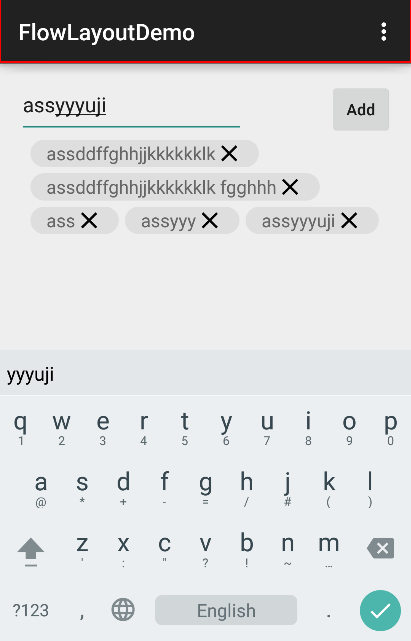 FlowLayoutDemo
assyyyuji Add
assddffghhjjkkkkkklk
assddffghhjjkkkkkklk fgghhh
ass assyyy assyyyuji
yyyuji
q w e r t y u i o p
1 2 3 4 5 6 7 8 9 0
a s d f g h j k l
@ * + - = / # ( )
z x c v b n m
' : " ? ! ~ …
?123 , English .